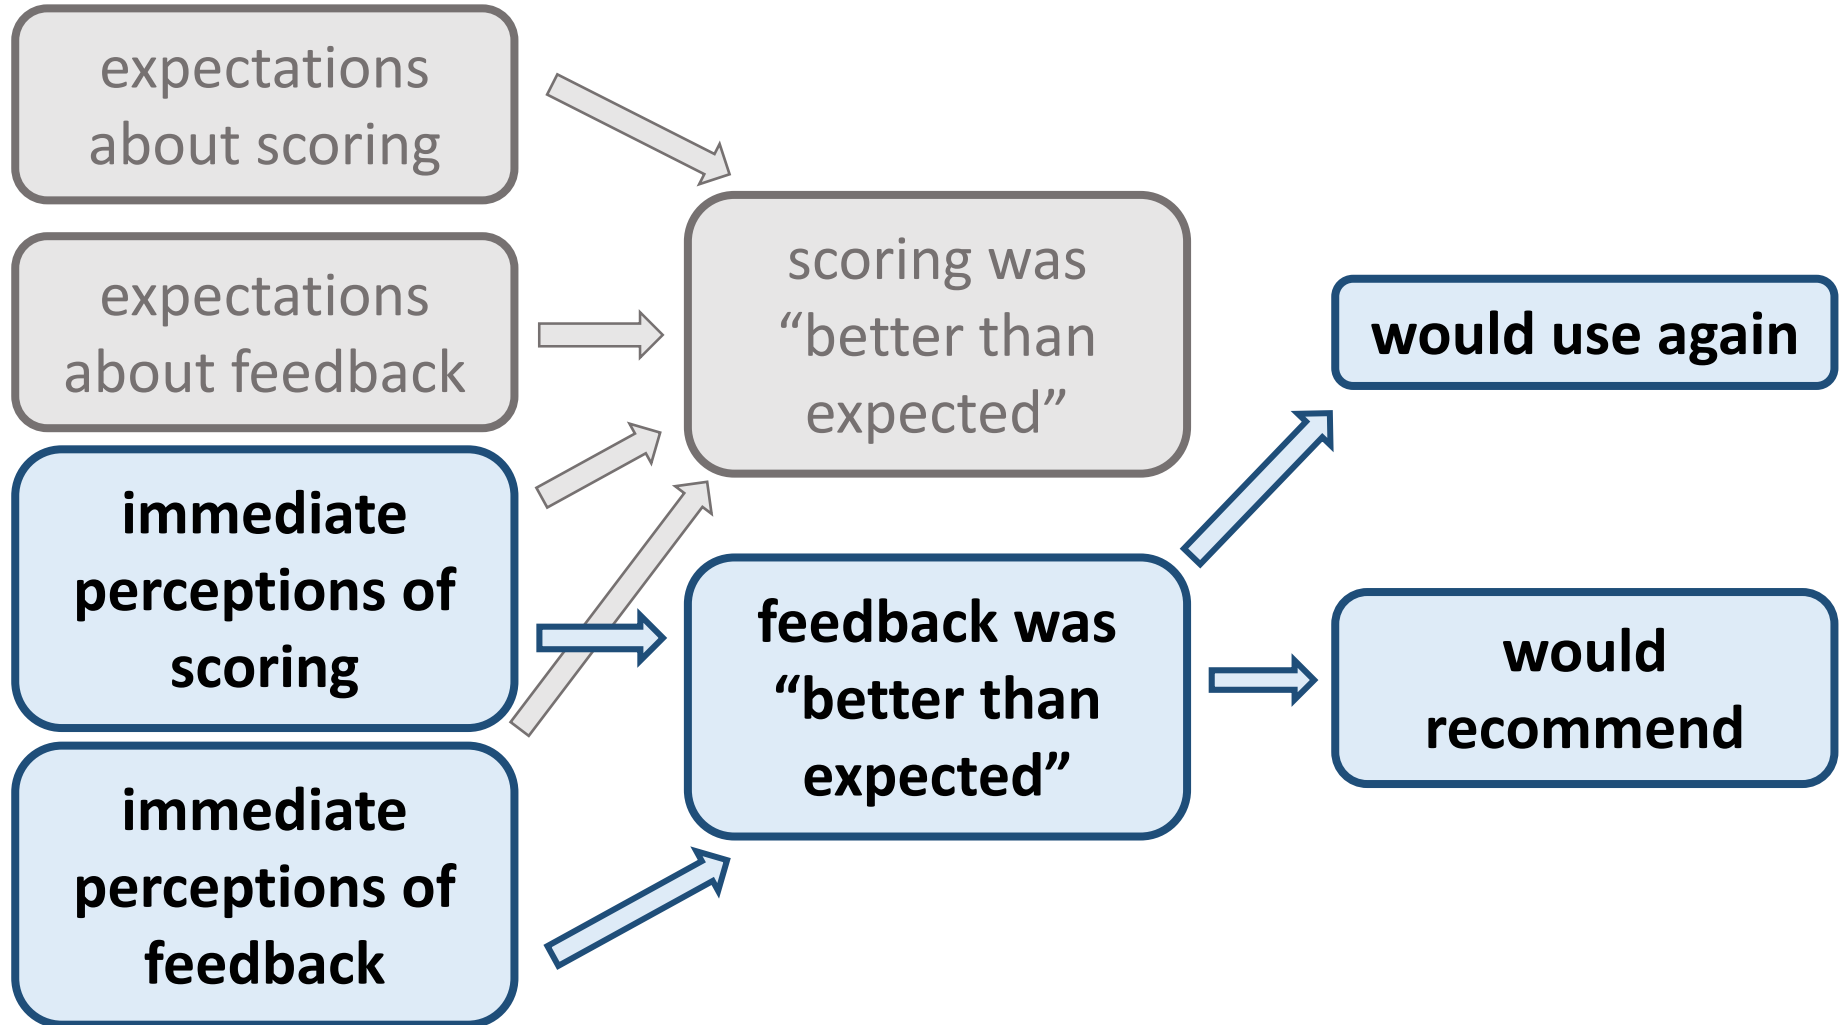 expectations
about scoring
expectations
about feedback
immediate
perceptions of
scoring
immediate
perceptions of
feedback
scoring was
“better than
expected”
feedback was
“better than
expected”
would use again
would
recommend